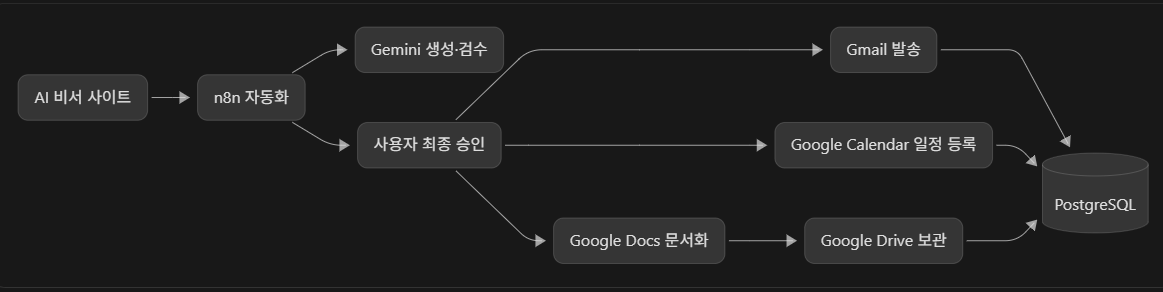 AI 비서 사이트
n8n 자동화
Gemini 생성·검수
사용자 최종 승인
Gmail 발송
Google Calendar 일정 등록
Google Docs 문서화
Google Drive 보관
PostgreSQL